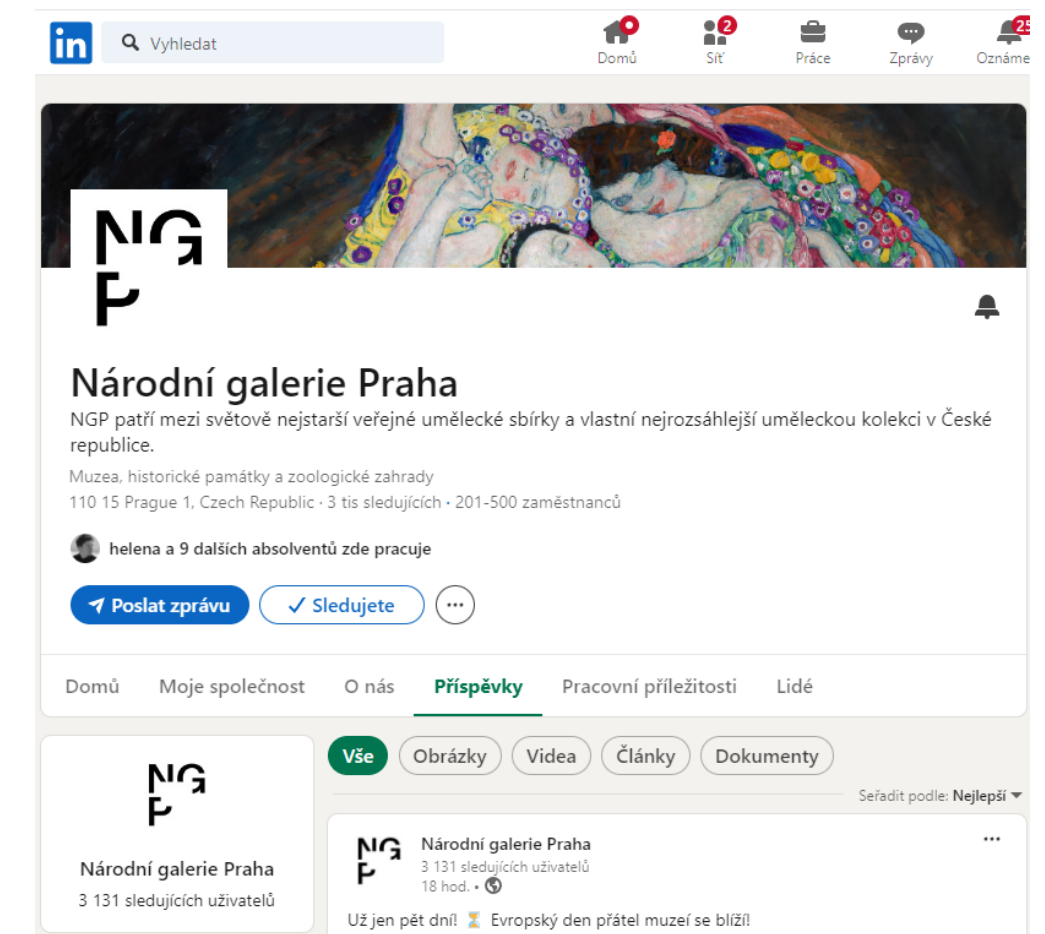 in
Vyhledat
Domů
2
Síť
Práce
Zprávy
25
Oznáme
NG
P
Národní galerie Praha
NGP patří mezi světově nejstarší veřejné umělecké sbírky a vlastní nejrozsáhlejší uměleckou kolekci v České
republice.
Muzea, historické památky a zoologické zahrady
110 15 Prague 1, Czech Republic · 3 tis sledujících · 201-500 zaměstnanců
helena a 9 dalších absolventů zde pracuje
Poslat zprávu
Sledujete
Domů
Moje společnost
O nás
Příspěvky
Pracovní příležitosti
Lidé
NG
P
Národní galerie Praha
3 131 sledujících uživatelů
Vše
Obrázky
Videa
Články
Dokumenty
Seřadit podle: Nejlepší
NG
P
Národní galerie Praha
3 131 sledujících uživatelů
18 hod. •
Už jen pět dní! ⏳ Evropský den přátel muzeí se blíží!